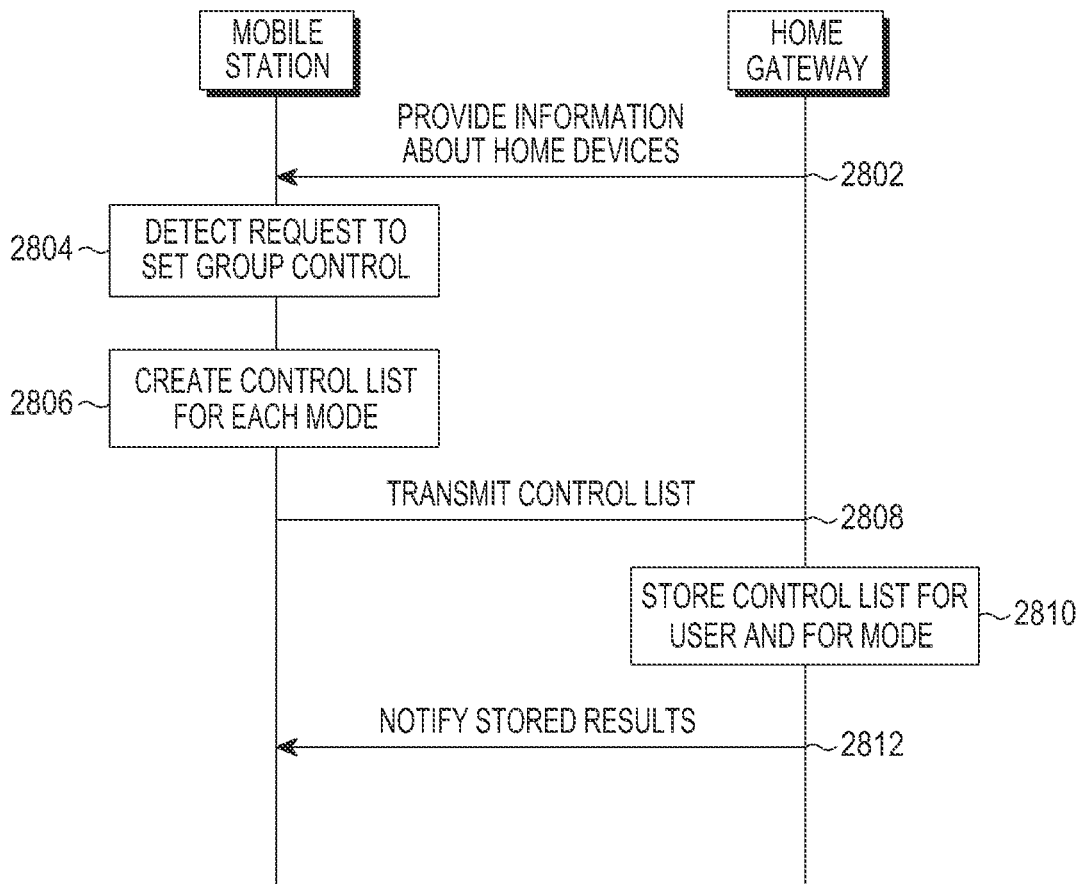 MOBILE
STATION
HOME
GATEWAY
PROVIDE INFORMATION
ABOUT HOME DEVICES
2802
2804
DETECT REQUEST TO
SET GROUP CONTROL
2806
CREATE CONTROL LIST
FOR EACH MODE
TRANSMIT CONTROL LIST
2808
STORE CONTROL LIST FOR
USER AND FOR MODE
2810
NOTIFY STORED RESULTS
2812